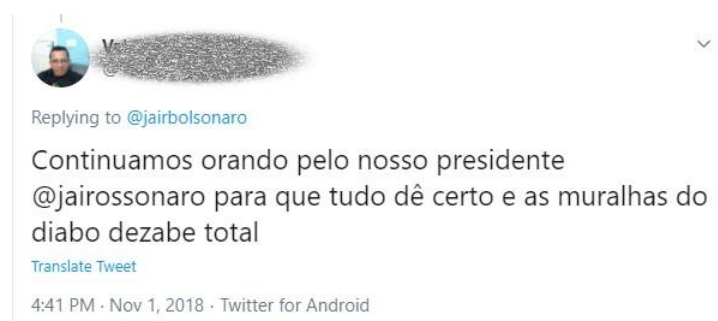 Replying to @jairbolsonaro
Continuamos orando pelo nosso presidente
@jairossonaro para que tudo dê certo e as muralhas do
diabo dezabe total
Translate Tweet
4:41 PM · Nov 1, 2018 · Twitter for Android